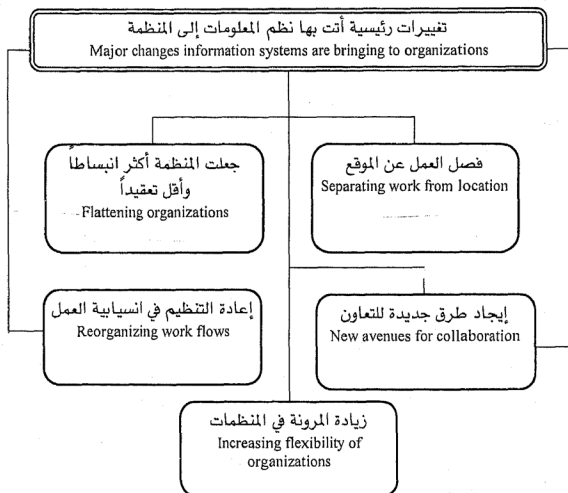 تغييرات رئيسية أتت بها نظم المعلومات إلى المنظمة
Major changes information systems are bringing to organizations
فصل العمل عن الموقع
Separating work from location
جعلت المنظمة أكثر انبساطاً
وأقل تعقيداً
Flattening organizations
إيجاد طرق جديدة للتعاون
New avenues for collaboration
إعادة التنظيم في انسيابية العمل
Reorganizing work flows
زيادة المرونة في المنظمات
Increasing flexibility of
organizations